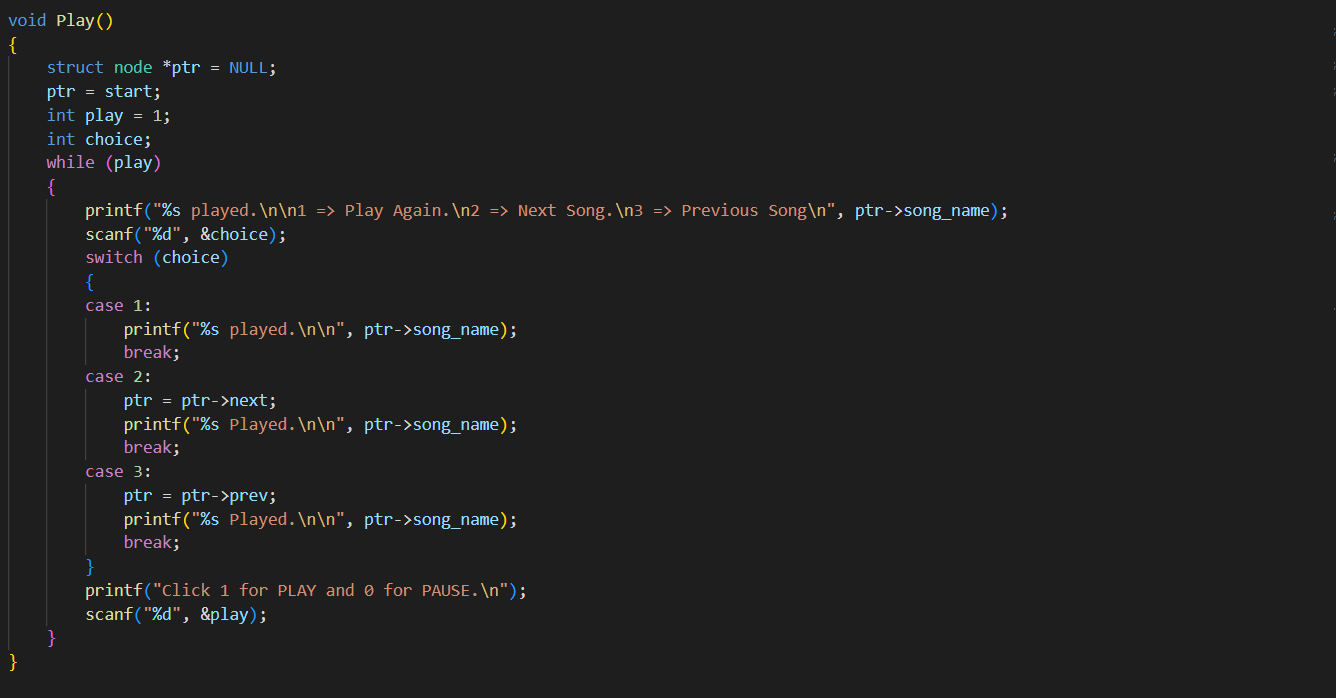 void Play()
{
    struct node *ptr = NULL;
    ptr = start;
    int play = 1;
    int choice;
    while (play)
    {
        printf("%s played.\n\n1 => Play Again.\n2 => Next Song.\n3 => Previous Song\n", ptr->song_name);
        scanf("%d", &choice);
        switch (choice)
        {
        case 1:
            printf("%s played.\n\n", ptr->song_name);
            break;
        case 2:
            ptr = ptr->next;
            printf("%s Played.\n\n", ptr->song_name);
            break;
        case 3:
            ptr = ptr->prev;
            printf("%s Played.\n\n", ptr->song_name);
            break;
        }
        printf("Click 1 for PLAY and 0 for PAUSE.\n");
        scanf("%d", &play);
    }
}